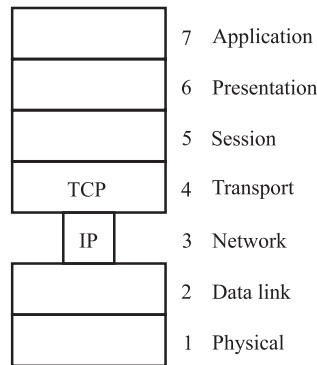 7 Application
6 Presentation
5 Session
TCP 4 Transport
IP 3 Network
2 Data link
1 Physical